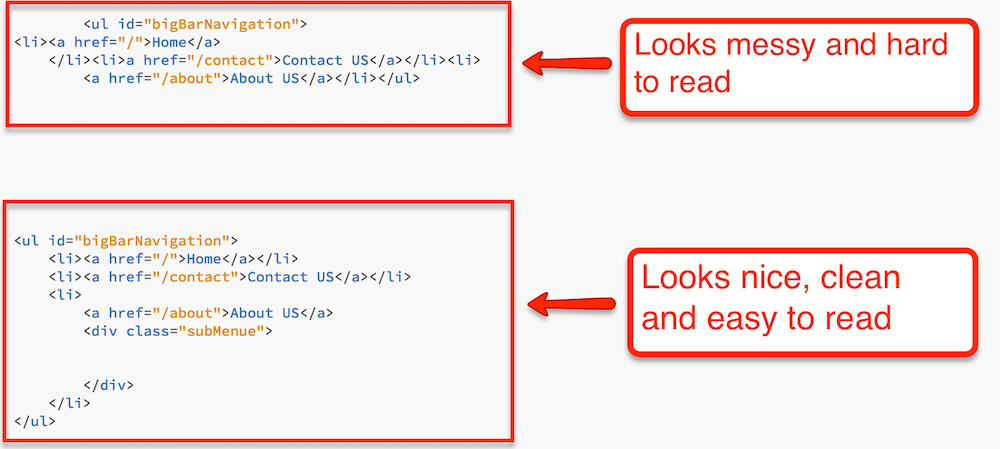 <ul id="bigBarNavigation">
<li><a href="/">Home</a>
</li><li>a href="/contact">Contact US</a></li><li>
<a href="/about">About US</a></li></ul>
Looks messy and hard
to read
<ul id="bigBarNavigation">
<li><a href="/">Home</a></li>
<li><a href="/contact">Contact US</a></li>
<li>
<a href="/about">About US</a>
<div class="subMenue">
</div>
</li>
</ul>
Looks nice, clean
and easy to read